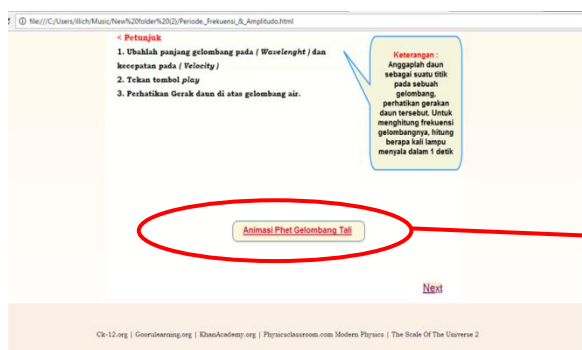 file:///C:/Users/illich/Music/New%20folder%20(2)/Periode,_Frekuensi_&_Amplitudo.html
< Petunjuk
1. Ubahlah panjang gelombang pada ( Wavelenght ) dan
kecepatan pada ( Velocity )
2. Tekan tombol play
3. Perhatikan Gerak daun di atas gelombang air.
Keterangan :
Anggaplah daun
sebagai suatu titik
pada sebuah
gelombang,
perhatikan gerakan
daun tersebut. Untuk
menghitung frekuensi
gelombangnya, hitung
berapa kali lampu
menyala dalam 1 detik
Animasi Phet Gelombang Tali
Next
Ck-12.org | Goorulearning.org | KhanAcademy.org | Physicsclassroom.com Modern Physics | The Scale Of The Universe 2